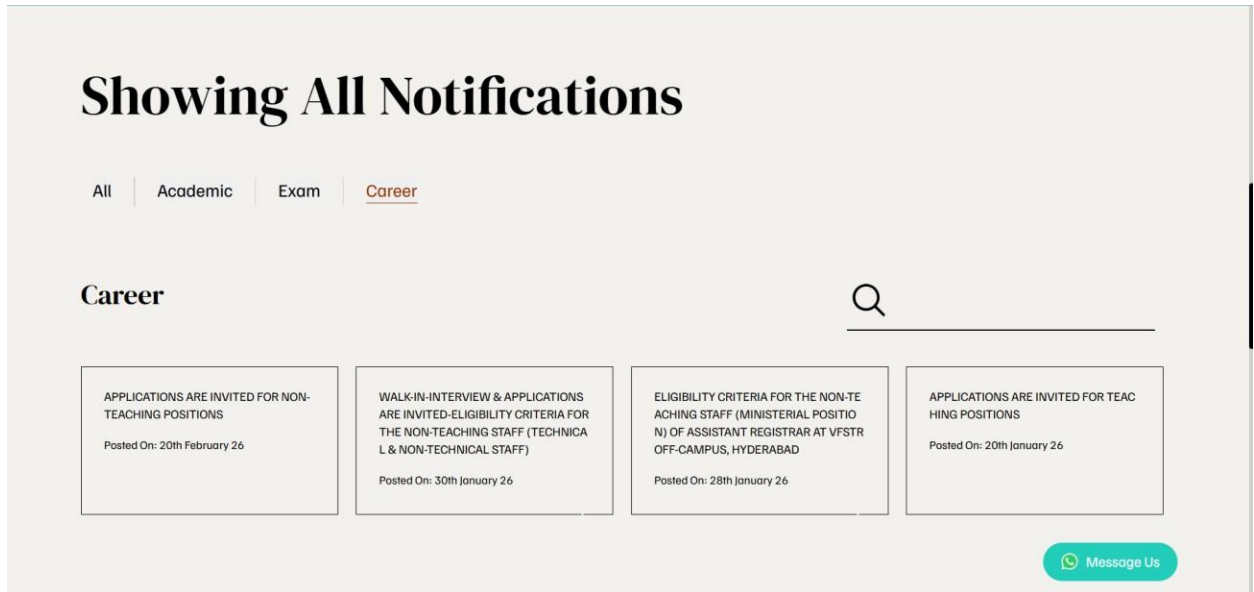 Showing All Notifications
All
Academic
Exam
Career
Career
APPLICATIONS ARE INVITED FOR NON-
TEACHING POSITIONS
Posted On: 20th February 26
WALK-IN-INTERVIEW & APPLICATIONS
ARE INVITED-ELIGIBILITY CRITERIA FOR
THE NON-TEACHING STAFF (TECHNICA
L & NON-TECHNICAL STAFF)
Posted On: 30th January 26
ELIGIBILITY CRITERIA FOR THE NON-TE
ACHING STAFF (MINISTERIAL POSITIO
N) OF ASSISTANT REGISTRAR AT VFSTR
OFF-CAMPUS, HYDERABAD
Posted On: 28th January 26
APPLICATIONS ARE INVITED FOR TEAC
HING POSITIONS
Posted On: 20th January 26
Message Us